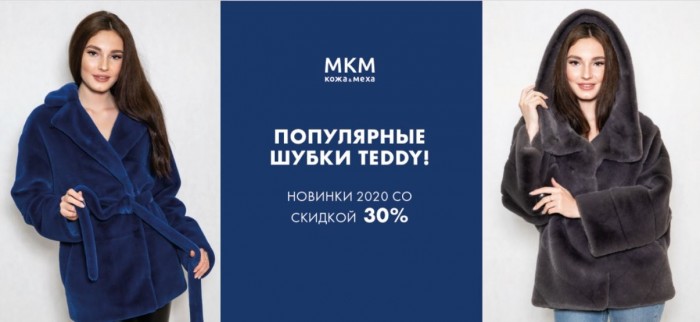 МКМ
кожа&меха
ПОПУЛЯРНЫЕ
ШУБКИ TEDDY!
НОВИНКИ 2020 СО
СКИДКОЙ 30%